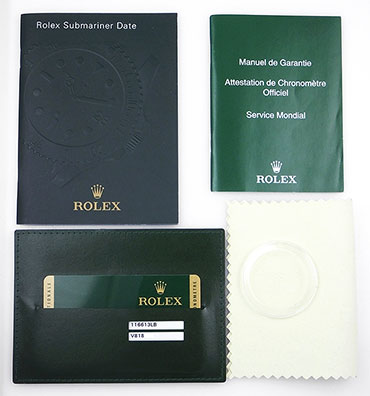 Rolex Submariner Date
ROLEX
Manuel de Garantie
Attestation de Chronomètre
Officiel
Service Mondial
ROLEX
ROLEX
116613LB
V818